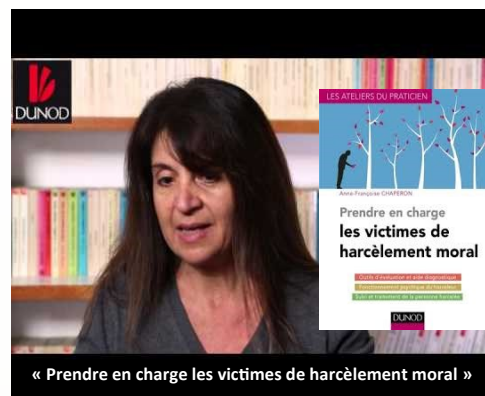 DUNOD
LES ATELIERS DU PRATICIEN
Anne-Françoise CHAPERON
Prendre en charge
les victimes de
harcèlement moral
Outils d'évaluation et aide diagnostique
Fonctionnement psychique du harceleur
Suivi et traitement de la personne harcelée
DUNOD
« Prendre en charge les victimes de harcèlement moral »